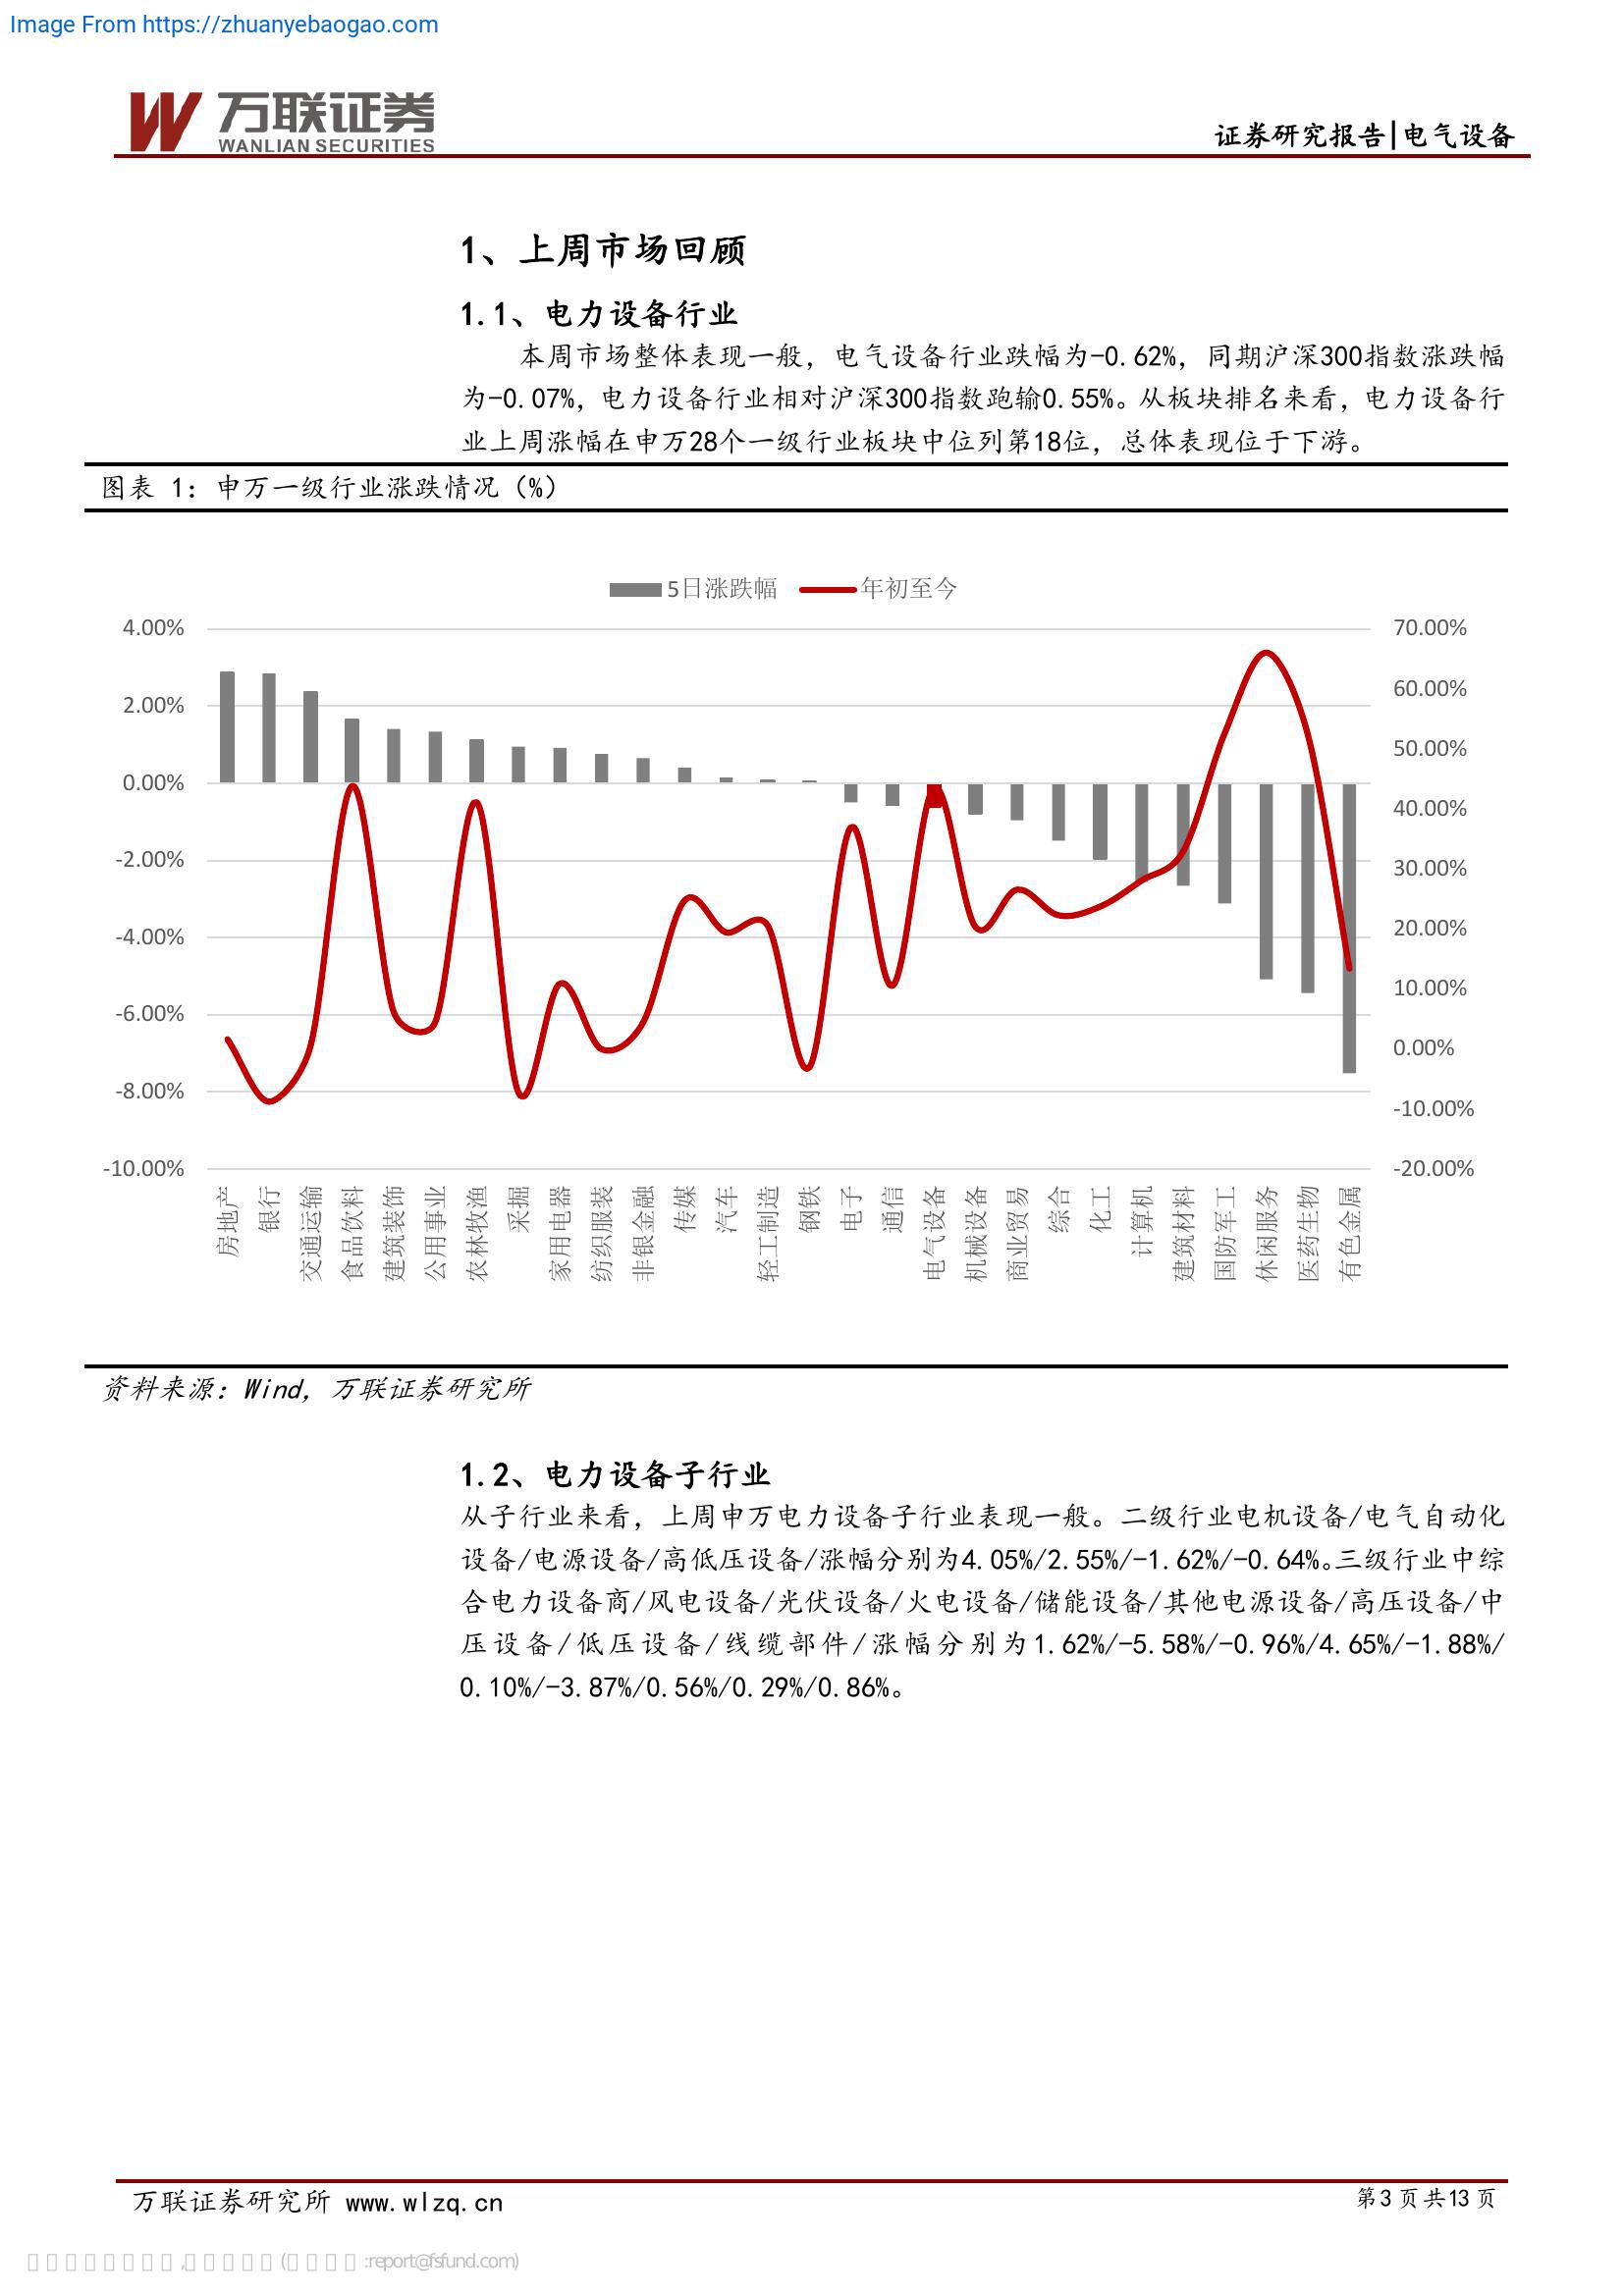 Image From https://zhuanyebaogao.com
万联证券
WANLIAN SECURITIES
证券研究报告|电气设备
1、上周市场回顾
1.1、电力设备行业
本周市场整体表现一般，电气设备行业跌幅为-0.62%，同期沪深300指数涨跌幅
为-0.07%，电力设备行业相对沪深300指数跑输0.55%。从板块排名来看，电力设备行
业上周涨幅在申万28个一级行业板块中位列第18位，总体表现位于下游。
图表 1：申万一级行业涨跌情况（%）
5日涨跌幅 年初至今
4.00% 70.00%
2.00% 60.00%
0.00% 50.00%
-2.00% 40.00%
-4.00% 30.00%
-6.00% 20.00%
-8.00% 10.00%
-10.00% 0.00%
-10.00%
-20.00%
房地产
银行
交通运输
食品饮料
建筑装饰
公用事业
农林牧渔
采掘
家用电器
纺织服装
非银金融
传媒
汽车
轻工制造
钢铁
电子
通信
电气设备
机械设备
商业贸易
综合
化工
计算机
建筑材料
国防军工
休闲服务
医药生物
有色金属
资料来源：Wind，万联证券研究所
1.2、电力设备子行业
从子行业来看，上周申万电力设备子行业表现一般。二级行业电机设备/电气自动化
设备/电源设备/高低压设备/涨幅分别为4.05%/2.55%/-1.62%/-0.64%。三级行业中综
合电力设备商/风电设备/光伏设备/火电设备/储能设备/其他电源设备/高压设备/中
压设备/低压设备/线缆部件/涨幅分别为1.62%/-5.58%/-0.96%/4.65%/-1.88%/
0.10%/-3.87%/0.56%/0.29%/0.86%。
万联证券研究所 www.wlzq.cn
第3页共13页
:report@fsfund.com)